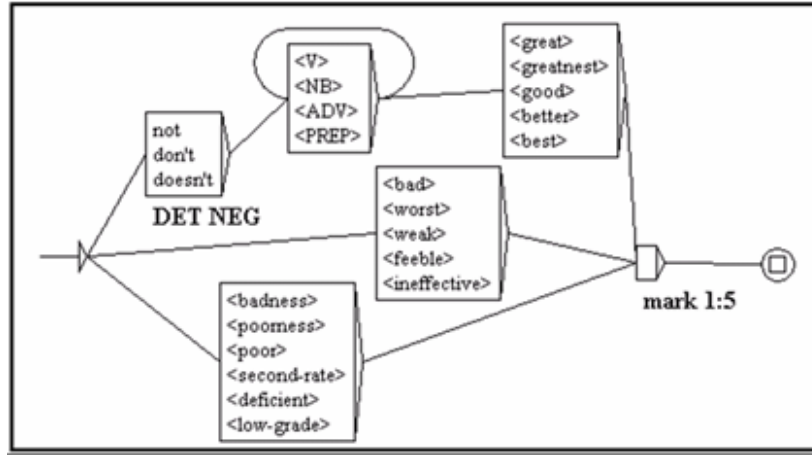 not
don't
doesn't
DET NEG
<V>
<NB>
<ADV>
<PREP>
<great>
<greatnest>
<good>
<better>
<best>
<bad>
<worst>
<weak>
<feeble>
<ineffective>
<badness>
<poorness>
<poor>
<second-rate>
<deficient>
<low-grade>
mark 1:5